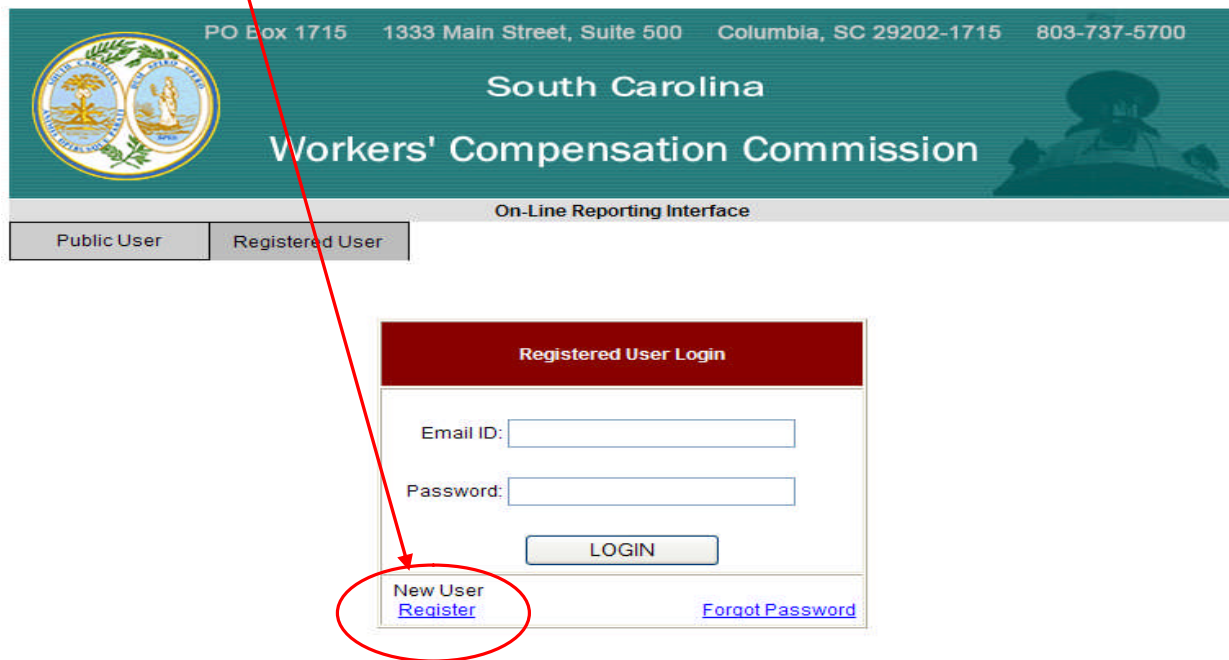 PO Box 1715 1333 Main Street, Suite 500 Columbia, SC 29202-1715 803-737-5700
South Carolina
Workers' Compensation Commission
On-Line Reporting Interface
Public User Registered User
Registered User Login
Email ID:
Password:
LOGIN
New User
Register Forgot Password